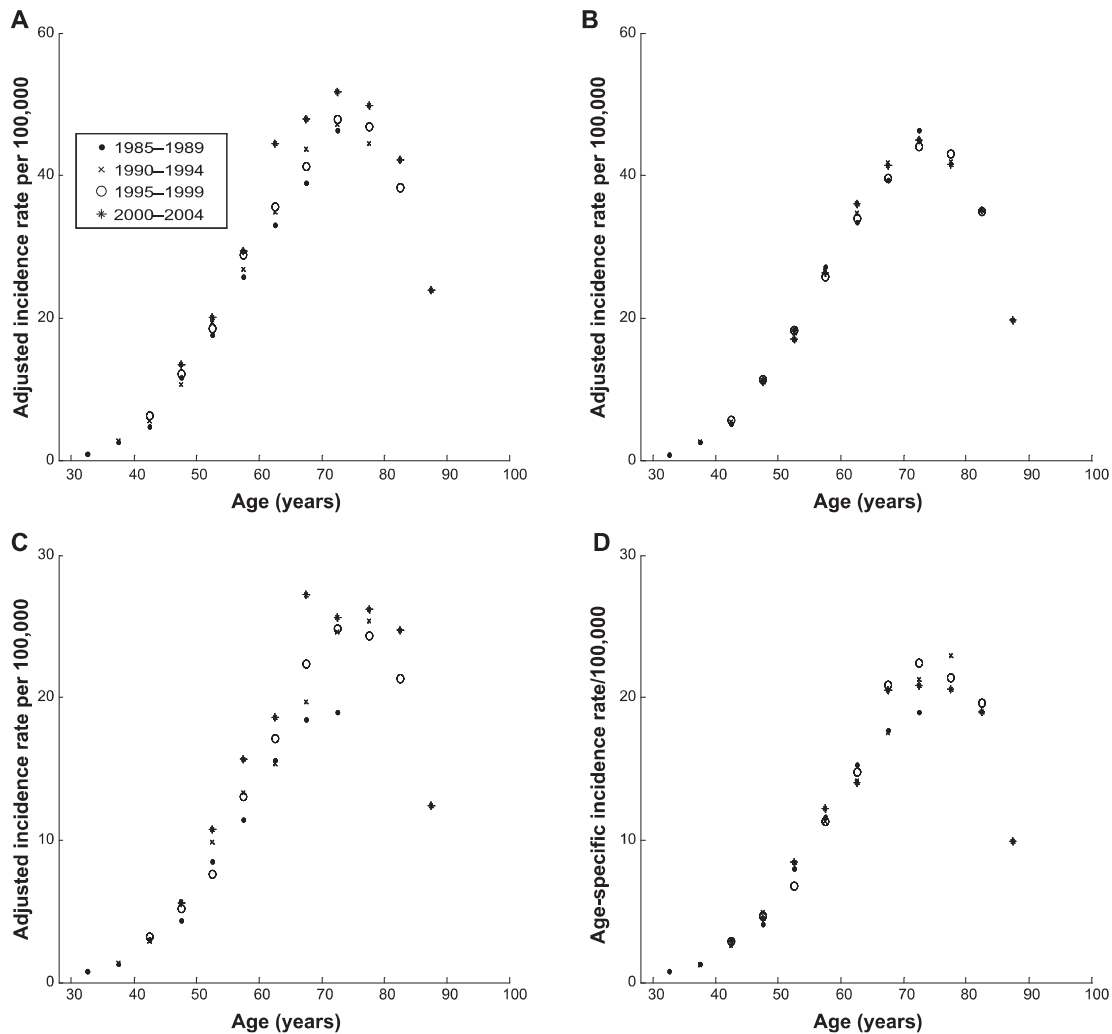 A
60
40
20
0
Adjusted incidence rate per 100,000
1985–1989
1990–1994
1995–1999
2000–2004
30 40 50 60 70 80 90 100
Age (years)
B
60
40
20
0
Adjusted incidence rate per 100,000
30 40 50 60 70 80 90 100
Age (years)
C
30
20
10
0
Adjusted incidence rate per 100,000
30 40 50 60 70 80 90 100
Age (years)
D
30
20
10
0
Age-specific incidence rate/100,000
30 40 50 60 70 80 90 100
Age (years)